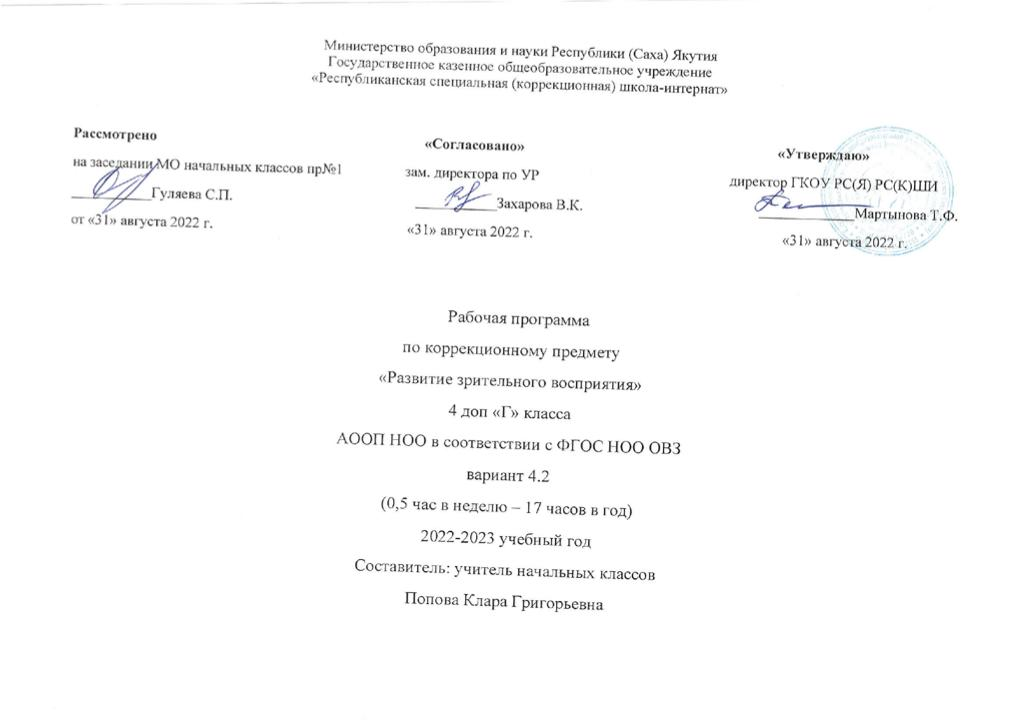 Министерство образования и науки Республики (Саха) Якутия
Государственное казенное общеобразовательное учреждение
«Республиканская специальная (коррекционная) школа-интернат»
Рассмотрено
на заседании МО начальных классов пр№1
____________Гуляева С.П.
от «31» августа 2022 г.
«Согласовано»
зам. директора по УР
____________Захарова В.К.
«31» августа 2022 г.
«Утверждаю»
директор ГКОУ РС(Я) РС(К)ШИ
______________Мартынова Т.Ф.
«31» августа 2022 г.
Рабочая программа
по коррекционному предмету
«Развитие зрительного восприятия»
4 доп «Г» класса
АООП НОО в соответствии с ФГОС НОО ОВЗ
вариант 4.2
(0,5 час в неделю – 17 часов в год)
2022-2023 учебный год
Составитель: учитель начальных классов
Попова Клара Григорьевна